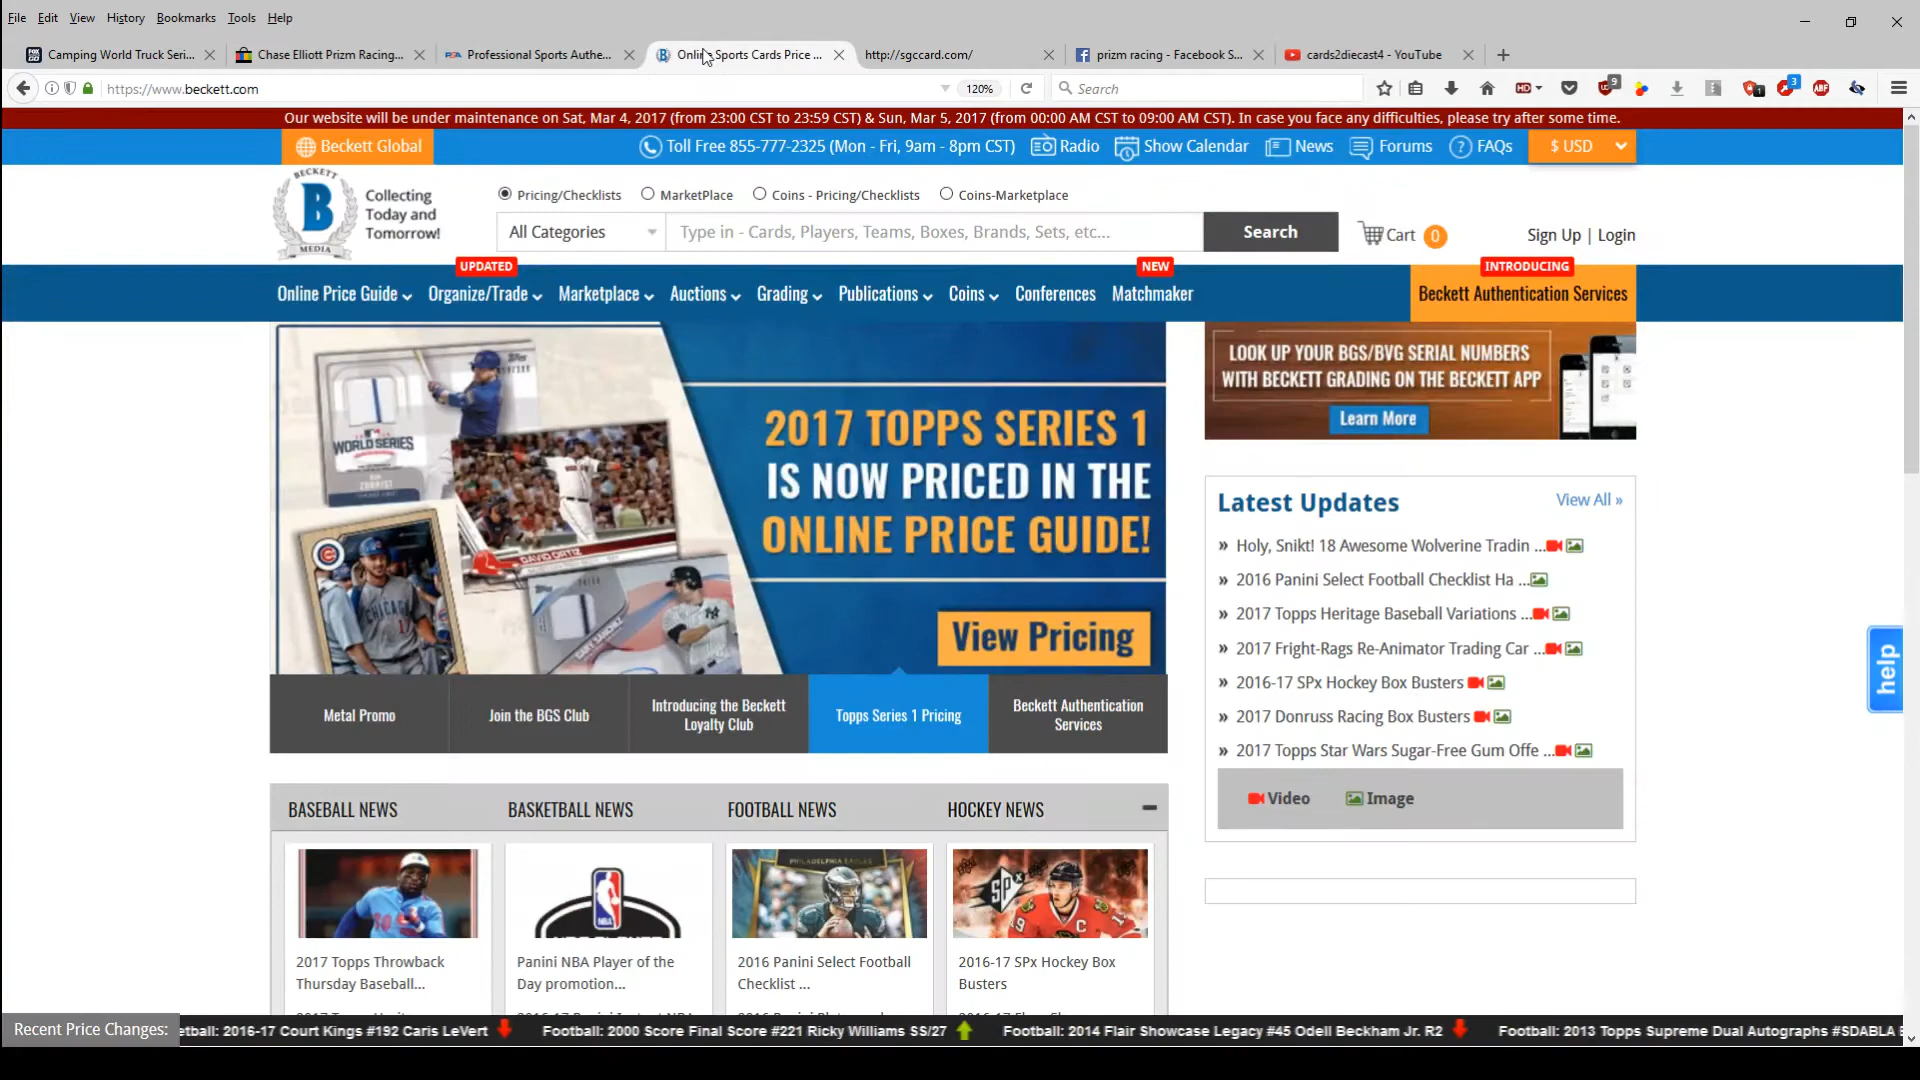 File Edit View History Bookmarks Tools Help
Camping World Truck Seri... Chase Elliott Prizm Racing... Professional Sports Authe... Online Sports Cards Price ... http://sgccard.com/ prizm racing - Facebook S... cards2diecast4 - YouTube
https://www.beckett.com 120% Search
Our website will be under maintenance on Sat, Mar 4, 2017 (from 23:00 CST to 23:59 CST) & Sun, Mar 5, 2017 (from 00:00 AM CST to 09:00 AM CST). In case you face any difficulties, please try after some time.
Beckett Global Toll Free 855-777-2325 (Mon - Fri, 9am - 8pm CST) Radio Show Calendar News Forums FAQs $ USD
BECKETT
B
MEDIA
Collecting
Today and
Tomorrow!
Pricing/Checklists MarketPlace Coins - Pricing/Checklists Coins-Marketplace
All Categories Type in - Cards, Players, Teams, Boxes, Brands, Sets, etc... Search Cart 0 Sign Up | Login
UPDATED NEW INTRODUCING
Online Price Guide Organize/Trade Marketplace Auctions Grading Publications Coins Conferences Matchmaker Beckett Authentication Services
WORLD SERIES
DAVID ORTIZ
CHICAGO
GARY SANCHEZ
2017 TOPPS SERIES 1
IS NOW PRICED IN THE
ONLINE PRICE GUIDE!
View Pricing
Metal Promo
Join the BGS Club
Introducing the Beckett
Loyalty Club
Topps Series 1 Pricing
Beckett Authentication
Services
LOOK UP YOUR BGS/BVG SERIAL NUMBERS
WITH BECKETT GRADING ON THE BECKETT APP
Learn More
Latest Updates View All »
» Holy, Snikt! 18 Awesome Wolverine Tradin ...
» 2016 Panini Select Football Checklist Ha ...
» 2017 Topps Heritage Baseball Variations ...
» 2017 Fright-Rags Re-Animator Trading Car ...
» 2016-17 SPx Hockey Box Busters
» 2017 Donruss Racing Box Busters
» 2017 Topps Star Wars Sugar-Free Gum Offe ...
Video Image
help
BASEBALL NEWS BASKETBALL NEWS FOOTBALL NEWS HOCKEY NEWS
PHILADELPHIA EAGLES
NBA
SPx
2017 Topps Throwback
Thursday Baseball...
Panini NBA Player of the
Day promotion...
2016 Panini Select Football
Checklist ...
2016-17 SPx Hockey Box
Busters
Recent Price Changes: etball: 2016-17 Court Kings #192 Caris LeVert Football: 2000 Score Final Score #221 Ricky Williams SS/27 Football: 2014 Flair Showcase Legacy #45 Odell Beckham Jr. R2 Football: 2013 Topps Supreme Dual Autographs #SDABLA